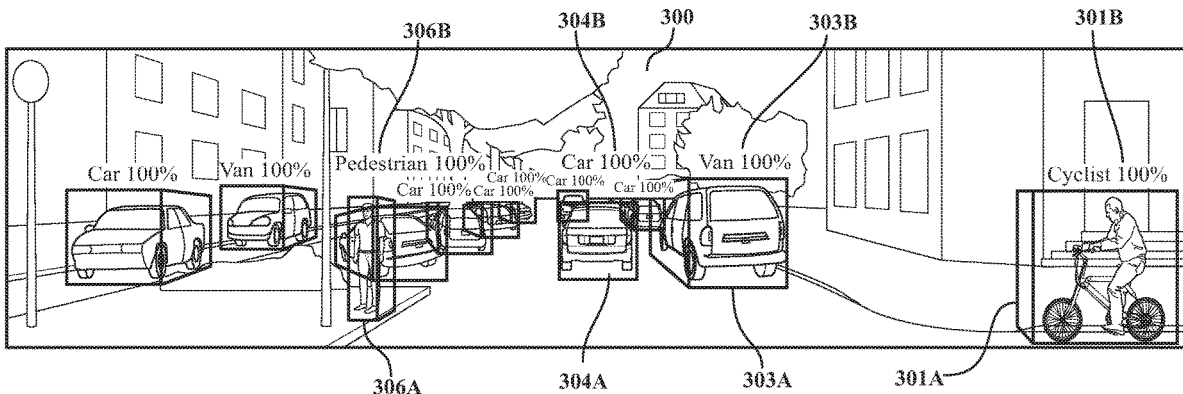 306B 304B 300 303B 301B
Car 100% Van 100% Pedestrian 100% Car 100% Van 100% Cyclist 100%
Car 100% Car 100% Car 100% Car 100% Car 100%
306A 304A 303A 301A